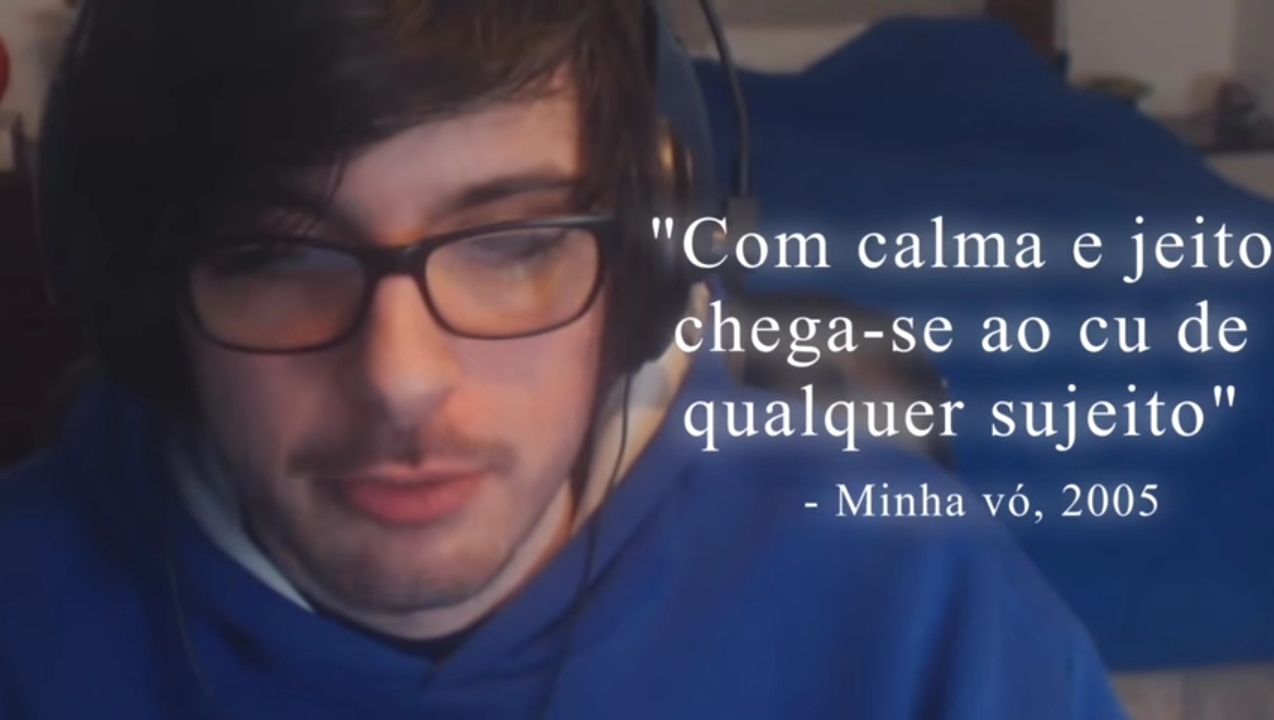 "Com calma e jeito
chega-se ao cu de
qualquer sujeito"
- Minha vó, 2005